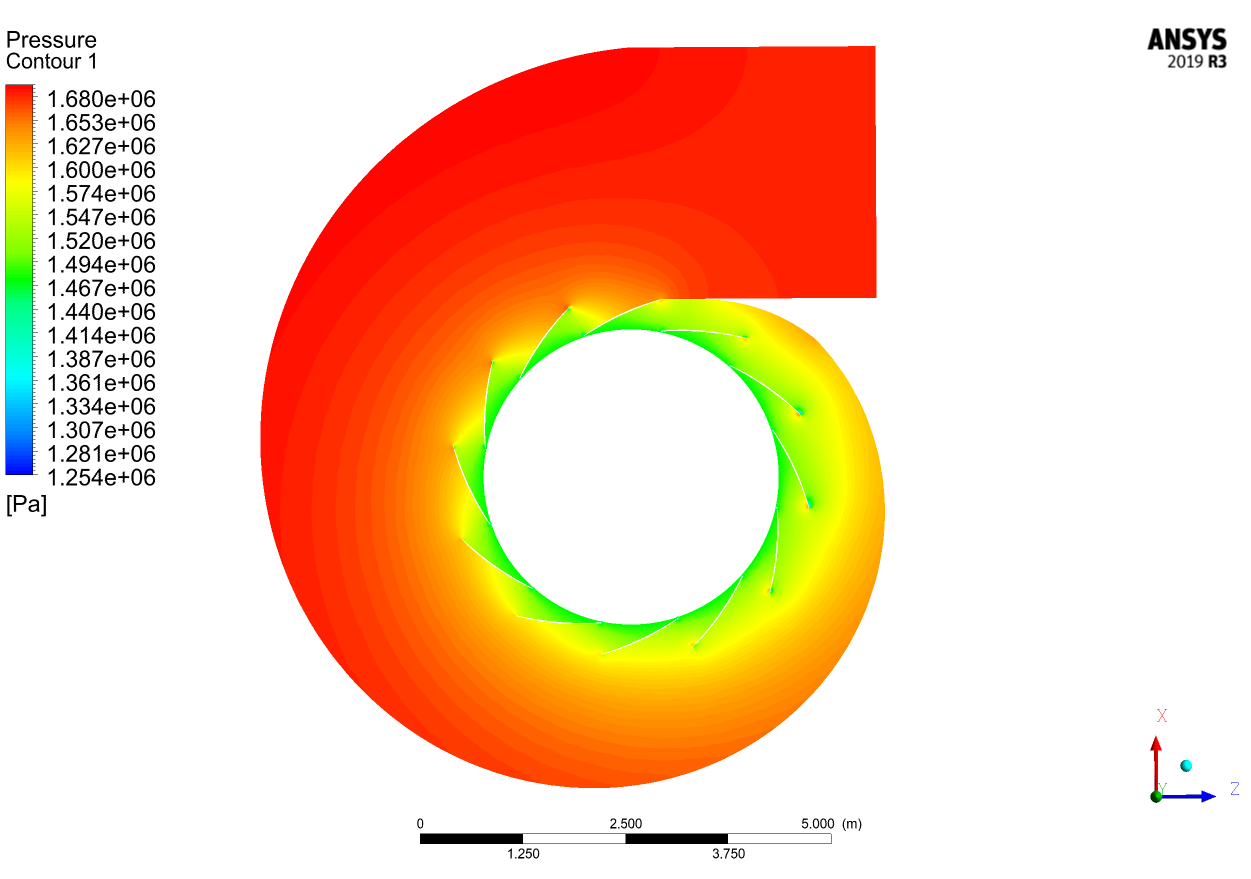 Pressure
Contour 1
1.680e+06
1.653e+06
1.627e+06
1.600e+06
1.574e+06
1.547e+06
1.520e+06
1.494e+06
1.467e+06
1.440e+06
1.414e+06
1.387e+06
1.361e+06
1.334e+06
1.307e+06
1.281e+06
1.254e+06
[Pa]
ANSYS
2019 R3
X
Y
Z
0 2.500 5.000 (m)
1.250 3.750